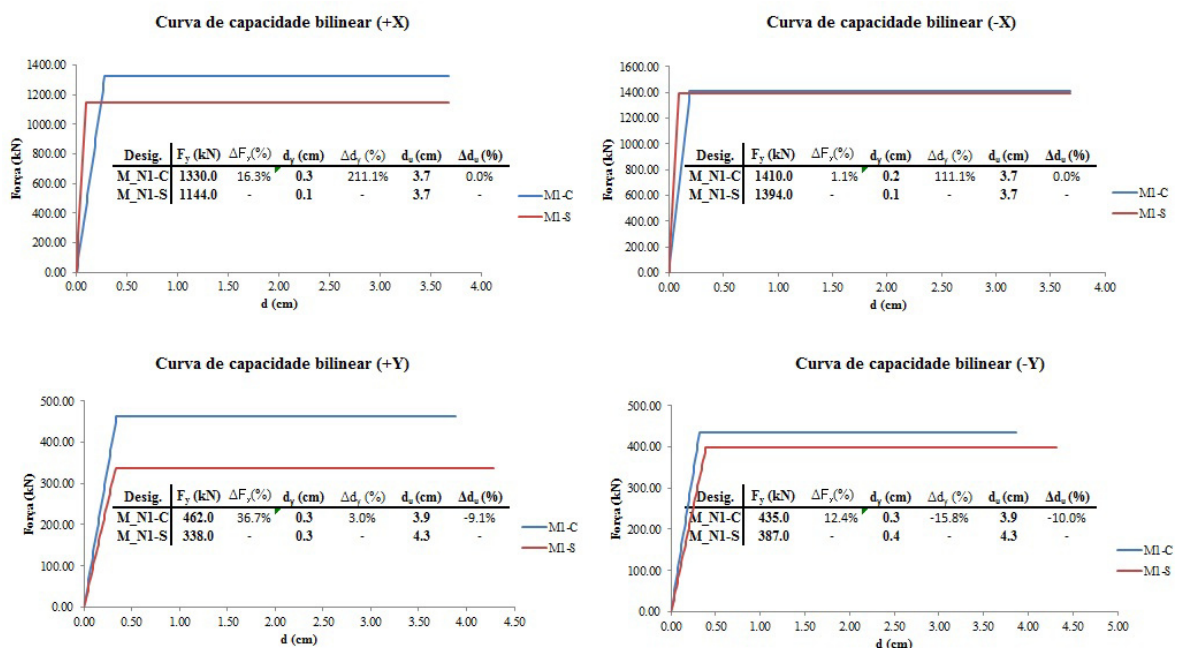 Curva de capacidade bilinear (+X)
Força(kN)
1400.00
1200.00
1000.00
800.00
600.00
400.00
200.00
0.00
Desig. Fy (kN) ΔFy(%) dy (cm) Δdy (%) du (cm) Δdu (%)
M_N1-C 1330.0 16.3% 0.3 211.1% 3.7 0.0%
M_N1-S 1144.0 - 0.1 - 3.7 -
M1-C
M1-S
0.00 0.50 1.00 1.50 2.00 2.50 3.00 3.50 4.00
d (cm)
Curva de capacidade bilinear (-X)
Força(kN)
1600.00
1400.00
1200.00
1000.00
800.00
600.00
400.00
200.00
0.00
Desig. Fy (kN) ΔFy(%) dy (cm) Δdy (%) du (cm) Δdu (%)
M_N1-C 1410.0 1.1% 0.2 111.1% 3.7 0.0%
M_N1-S 1394.0 - 0.1 - 3.7 -
M1-C
M1-S
0.00 0.50 1.00 1.50 2.00 2.50 3.00 3.50 4.00
d (cm)
Curva de capacidade bilinear (+Y)
Força(kN)
500.00
400.00
300.00
200.00
100.00
0.00
Desig. Fy (kN) ΔFy(%) dy (cm) Δdy (%) du (cm) Δdu (%)
M_N1-C 462.0 36.7% 0.3 3.0% 3.9 -9.1%
M_N1-S 338.0 - 0.3 - 4.3 -
M1-C
M1-S
0.00 0.50 1.00 1.50 2.00 2.50 3.00 3.50 4.00 4.50
d (cm)
Curva de capacidade bilinear (-Y)
Força(kN)
500.00
400.00
300.00
200.00
100.00
0.00
Desig. Fy (kN) ΔFy(%) dy (cm) Δdy (%) du (cm) Δdu (%)
M_N1-C 435.0 12.4% 0.3 -15.8% 3.9 -10.0%
M_N1-S 387.0 - 0.4 - 4.3 -
M1-C
M1-S
0.00 0.50 1.00 1.50 2.00 2.50 3.00 3.50 4.00 4.50 5.00
d (cm)